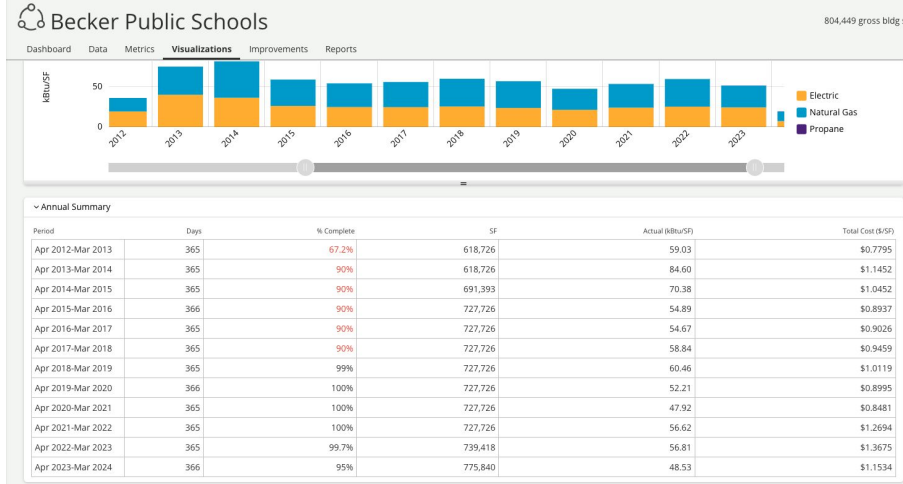 Becker Public Schools
804,449 gross bldg
Dashboard Data Metrics Visualizations Improvements Reports
kBtu/SF
50
0
2012 2013 2014 2015 2016 2017 2018 2019 2020 2021 2022 2023
Electric
Natural Gas
Propane
Annual Summary
Period Days % Complete SF Actual (kBtu/SF) Total Cost ($/SF)
Apr 2012-Mar 2013 365 67.2% 618,726 59.03 $0.7795
Apr 2013-Mar 2014 365 90% 618,726 84.60 $1.1452
Apr 2014-Mar 2015 365 90% 691,393 70.38 $1.0452
Apr 2015-Mar 2016 366 90% 727,726 54.89 $0.8937
Apr 2016-Mar 2017 365 90% 727,726 54.67 $0.9026
Apr 2017-Mar 2018 365 90% 727,726 58.84 $0.9459
Apr 2018-Mar 2019 365 99% 727,726 60.46 $1.0119
Apr 2019-Mar 2020 366 100% 727,726 52.21 $0.8995
Apr 2020-Mar 2021 365 100% 727,726 47.92 $0.8481
Apr 2021-Mar 2022 365 100% 727,726 56.62 $1.2694
Apr 2022-Mar 2023 365 99.7% 739,418 56.81 $1.3675
Apr 2023-Mar 2024 366 95% 775,840 48.53 $1.1534